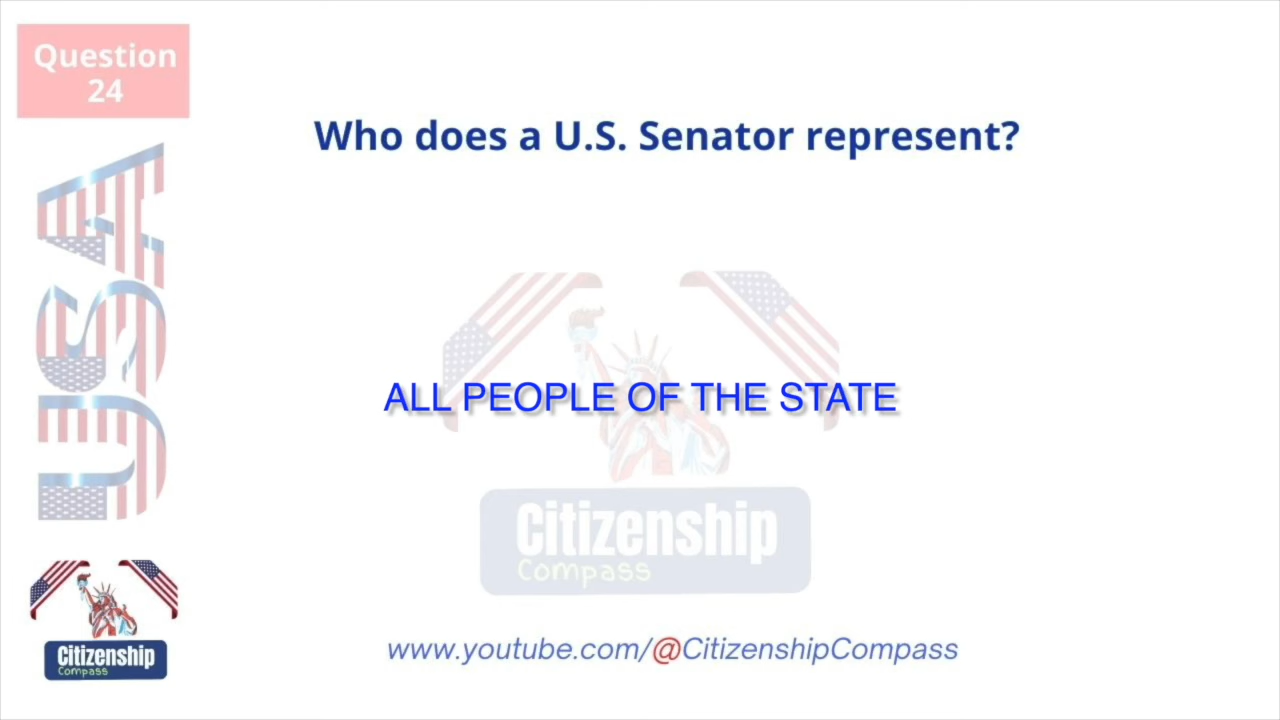 Question
24
Who does a U.S. Senator represent?
USA
ALL PEOPLE OF THE STATE
Citizenship
Compass
www.youtube.com/@CitizenshipCompass
Citizenship
Compass